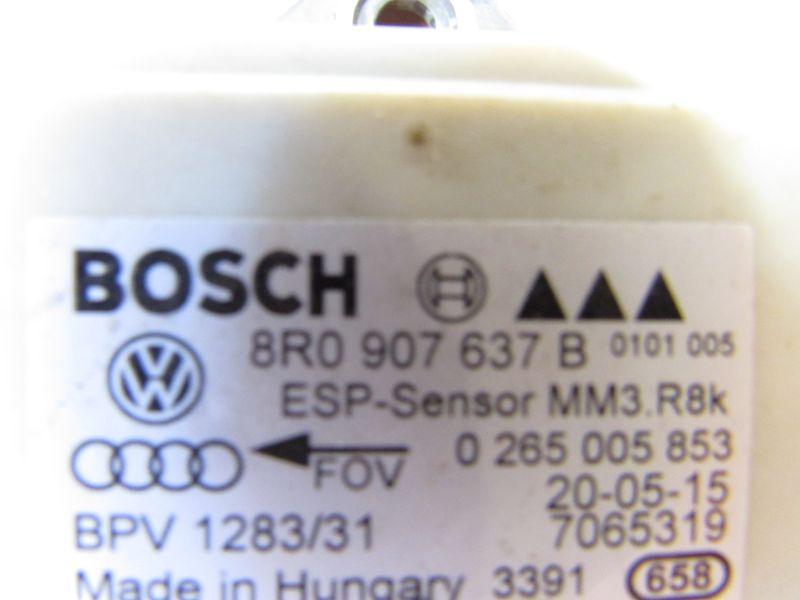 BOSCH
8R0 907 637 B 0101 005
ESP-Sensor MM3.R8k
0 265 005 853
FOV
20-05-15
BPV 1283/31 7065319
Made in Hungary 3391 658